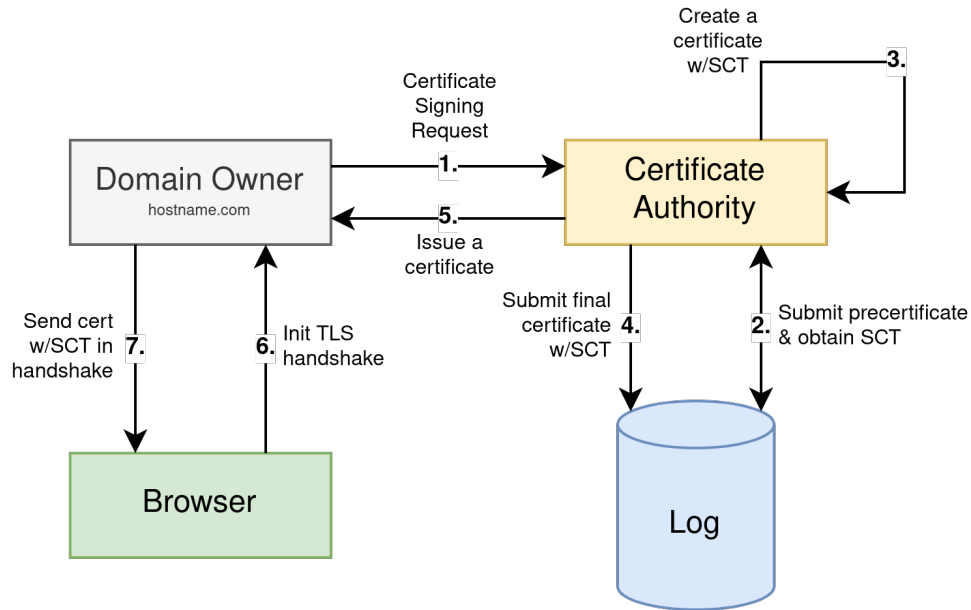 Create a
certificate
w/SCT
3.
Certificate
Signing
Request
1.
Domain Owner
hostname.com
Certificate
Authority
5.
Issue a
certificate
Send cert
w/SCT in
handshake
7.
6.
Init TLS
handshake
Submit final
certificate
w/SCT
4.
2.
Submit precertificate
& obtain SCT
Browser
Log